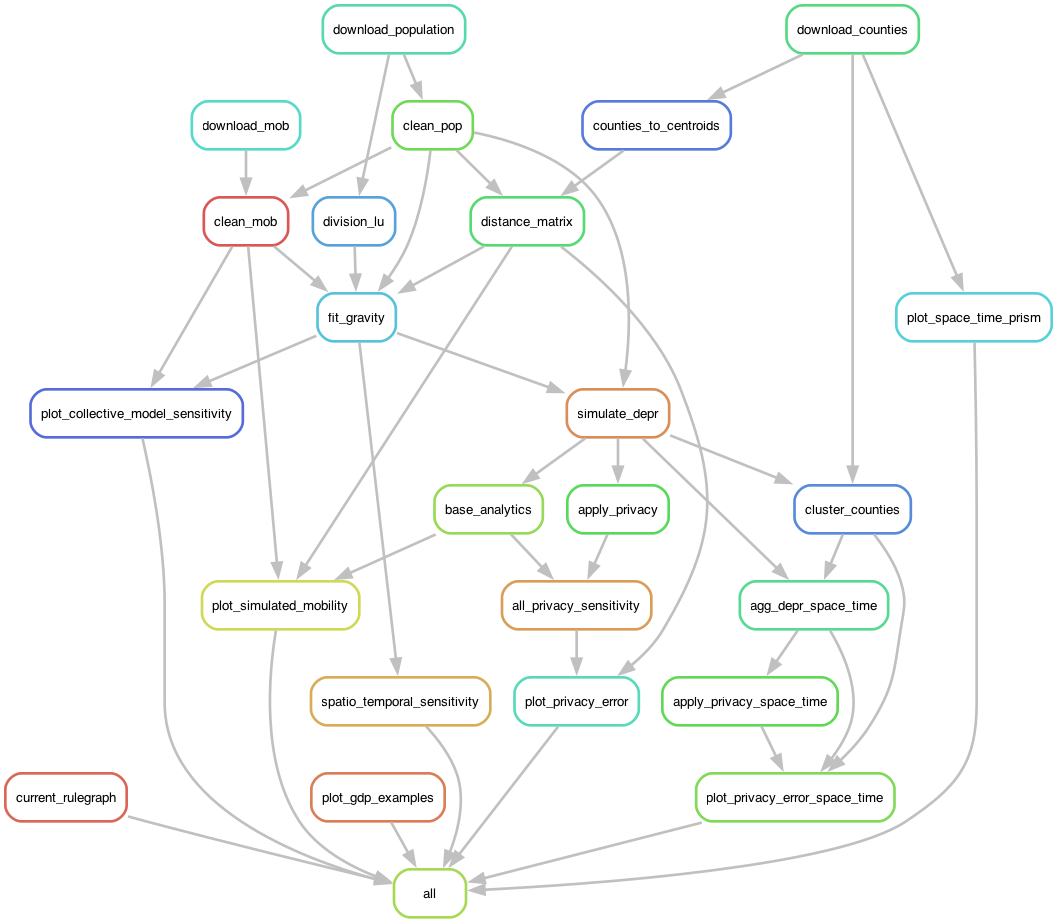 download_population
download_counties
download_mob
clean_pop
counties_to_centroids
clean_mob
division_lu
distance_matrix
fit_gravity
plot_space_time_prism
plot_collective_model_sensitivity
simulate_depr
base_analytics
apply_privacy
cluster_counties
plot_simulated_mobility
all_privacy_sensitivity
agg_depr_space_time
spatio_temporal_sensitivity
plot_privacy_error
apply_privacy_space_time
current_rulegraph
plot_gdp_examples
plot_privacy_error_space_time
all